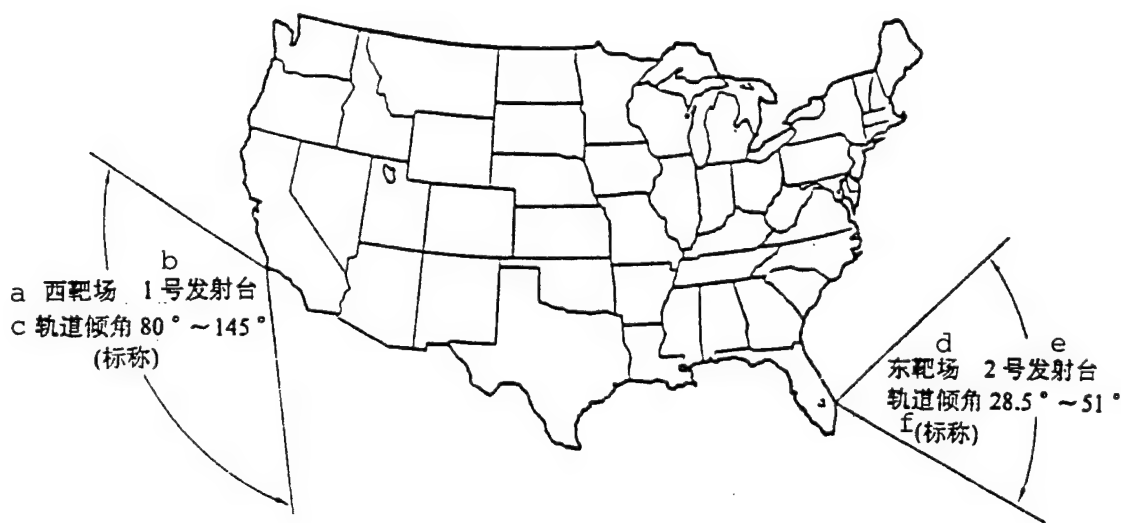 b
a 西靶场 1号发射台
c 轨道倾角 80°～145°
(标称)
d e
东靶场 2号发射台
轨道倾角 28.5°～51°
f(标称)